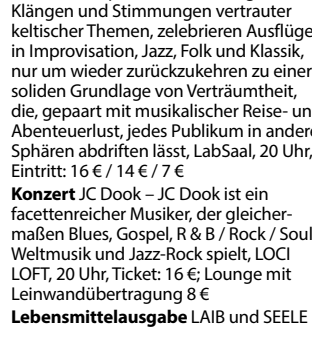 Klängen und Stimmungen vertrauter
keltischer Themen, zelebrieren Ausflüge
in Improvisation, Jazz, Folk und Klassik,
nur um wieder zurückzukehren zu einer
soliden Grundlage von Verträumtheit,
die, gepaart mit musikalischer Reise- un
Abenteuerlust, jedes Publikum in andere
Sphären abdriften lässt, LabSaal, 20 Uhr,
Eintritt: 16 € / 14 € / 7 €
Konzert JC Dook – JC Dook ist ein
facettenreicher Musiker, der gleicher-
maßen Blues, Gospel, R & B / Rock / Soul
Weltmusik und Jazz-Rock spielt, LOCI
LOFT, 20 Uhr, Ticket: 16 €; Lounge mit
Leinwandübertragung 8 €
Lebensmittelausgabe LAIB und SEELE